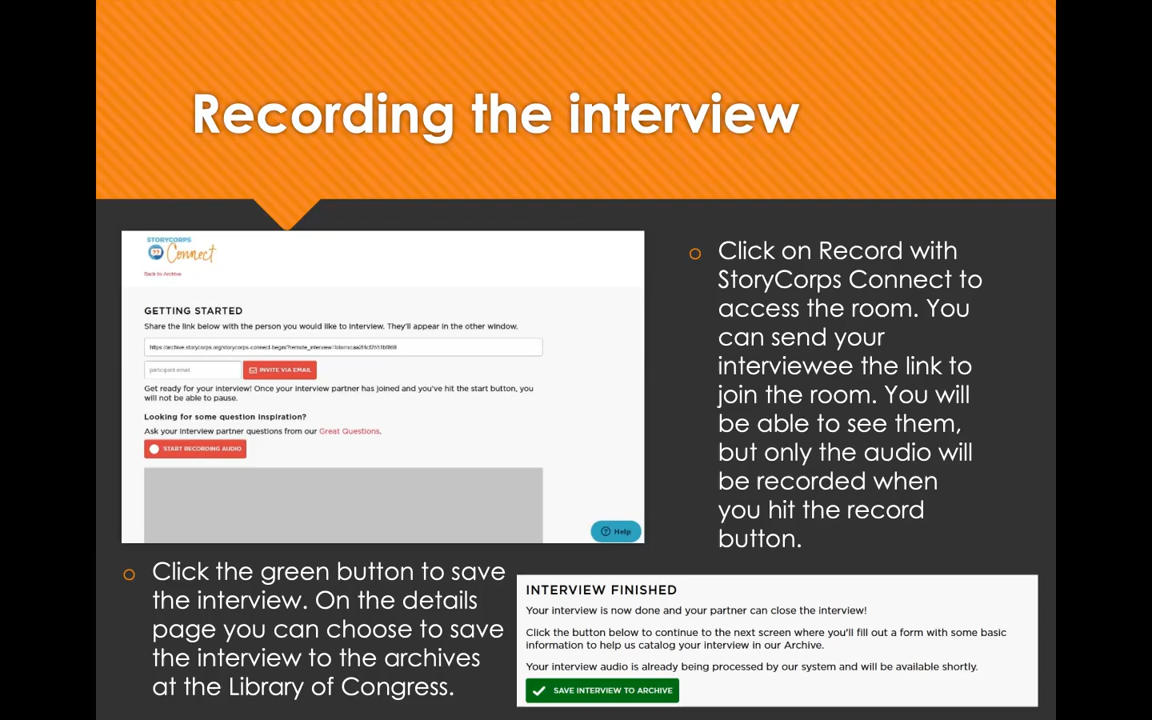 Recording the interview
STORYCORPS
Connect
Back to Archive
GETTING STARTED
Share the link below with the person you would like to interview. They'll appear in the other window.
participant email
INVITE VIA EMAIL
Get ready for your interview! Once your interview partner has joined and you've hit the start button, you
will not be able to pause.
Looking for some question inspiration?
Ask your interview partner questions from our Great Questions.
START RECORDING AUDIO
Help
Click on Record with
StoryCorps Connect to
access the room. You
can send your
interviewee the link to
join the room. You will
be able to see them,
but only the audio will
be recorded when
you hit the record
button.
Click the green button to save
the interview. On the details
page you can choose to save
the interview to the archives
at the Library of Congress.
INTERVIEW FINISHED
Your interview is now done and your partner can close the interview!
Click the button below to continue to the next screen where you'll fill out a form with some basic
information to help us catalog your interview in our Archive.
Your interview audio is already being processed by our system and will be available shortly.
SAVE INTERVIEW TO ARCHIVE